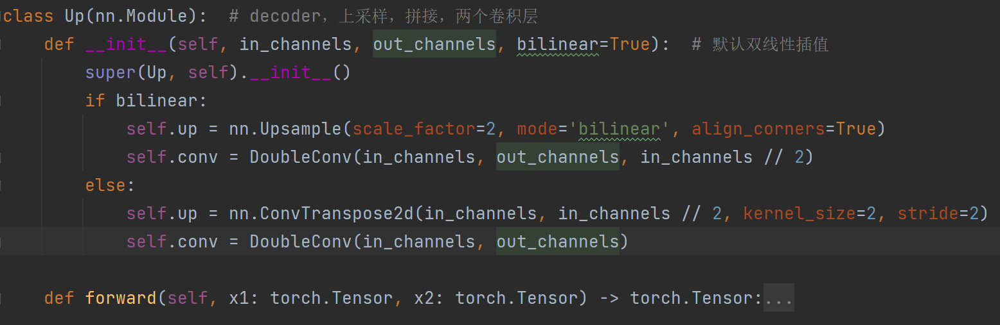 class Up(nn.Module):  # decoder，上采样，拼接，两个卷积层
    def __init__(self, in_channels, out_channels, bilinear=True):  # 默认双线性插值
        super(Up, self).__init__()
        if bilinear:
            self.up = nn.Upsample(scale_factor=2, mode='bilinear', align_corners=True)
            self.conv = DoubleConv(in_channels, out_channels, in_channels // 2)
        else:
            self.up = nn.ConvTranspose2d(in_channels, in_channels // 2, kernel_size=2, stride=2)
            self.conv = DoubleConv(in_channels, out_channels)
    def forward(self, x1: torch.Tensor, x2: torch.Tensor) -> torch.Tensor:...